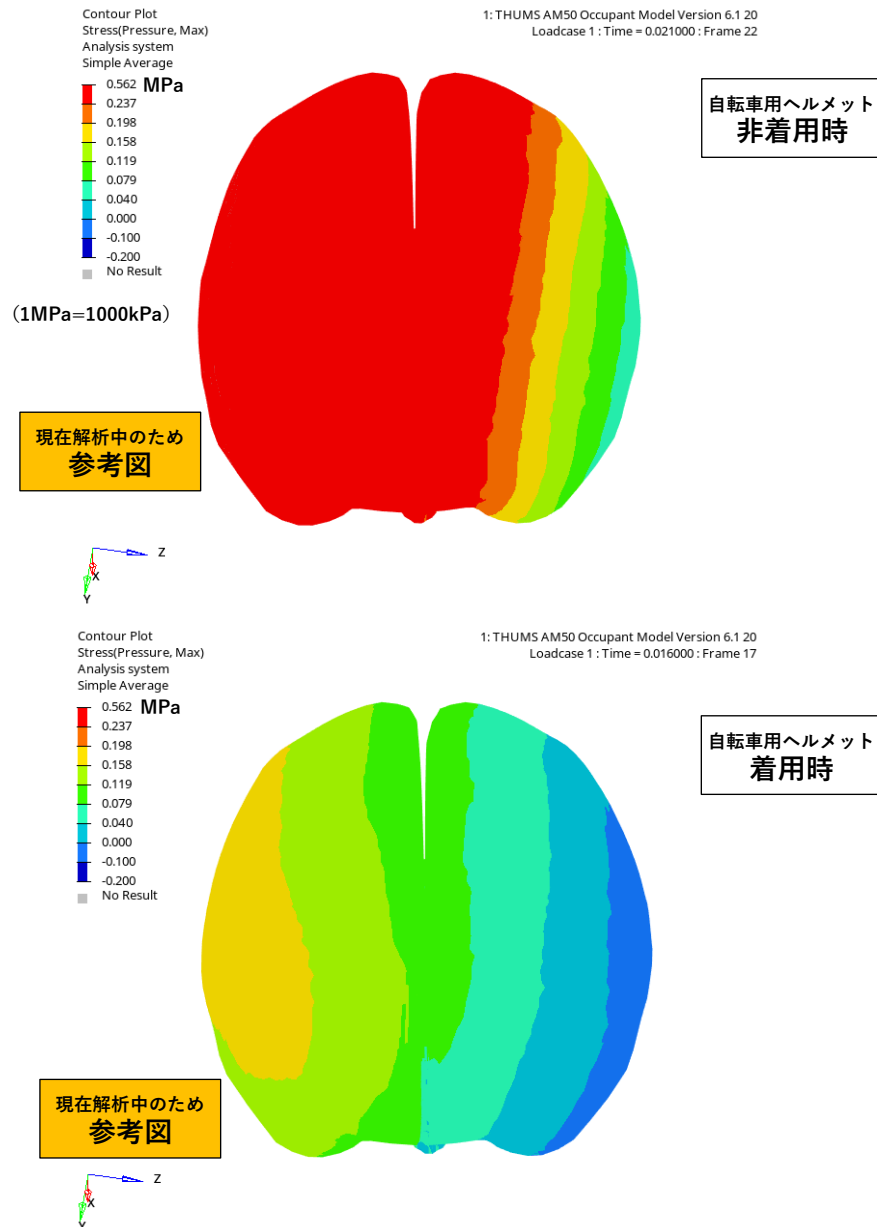 Contour Plot
Stress(Pressure, Max)
Analysis system
Simple Average
0.562 MPa
0.237
0.198
0.158
0.119
0.079
0.040
0.000
-0.100
-0.200
No Result
1: THUMS AM50 Occupant Model Version 6.1 20
Loadcase 1 : Time = 0.021000 : Frame 22
自転車用ヘルメット
非着用時
(1MPa=1000kPa)
現在解析中のため
参考図
Z
X
Y
Contour Plot
Stress(Pressure, Max)
Analysis system
Simple Average
0.562 MPa
0.237
0.198
0.158
0.119
0.079
0.040
0.000
-0.100
-0.200
No Result
1: THUMS AM50 Occupant Model Version 6.1 20
Loadcase 1 : Time = 0.016000 : Frame 17
自転車用ヘルメット
着用時
現在解析中のため
参考図
Z
X
Y